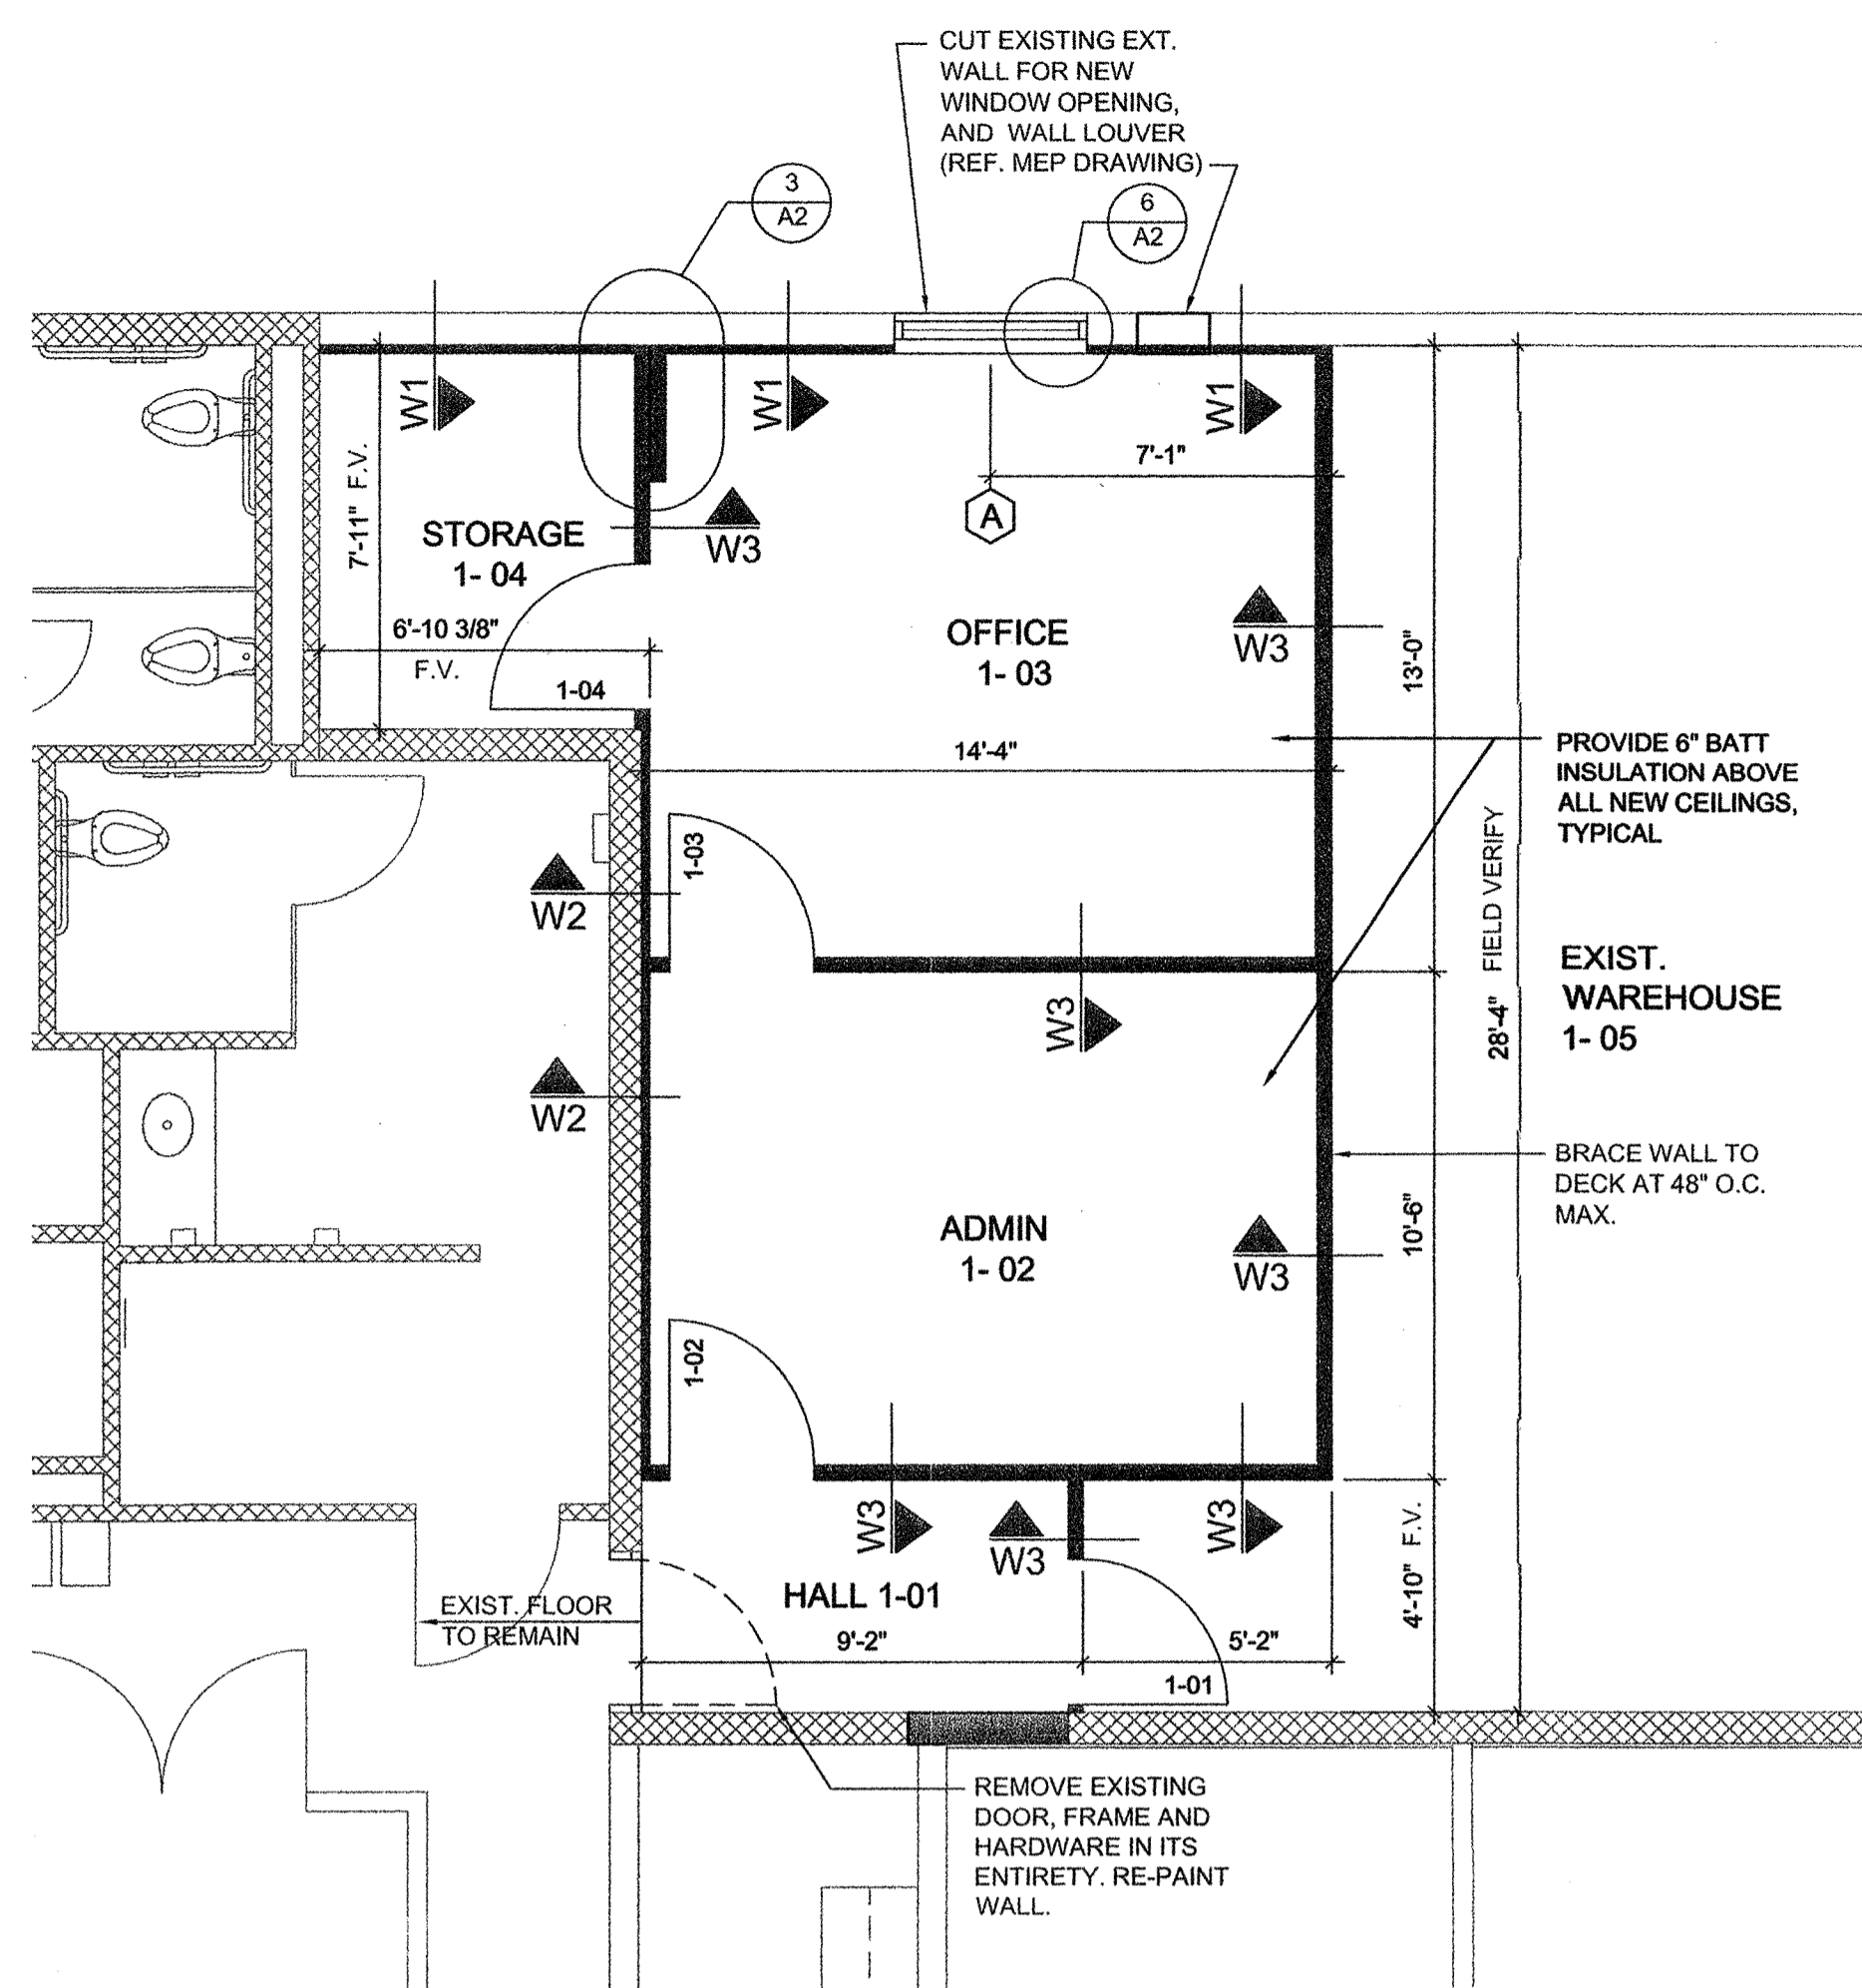 CUT EXISTING EXT.
WALL FOR NEW
WINDOW OPENING,
AND WALL LOUVER
(REF. MEP DRAWING)
3
A2
6
A2
W1
W1
W1
7'-1"
A
7'-11" F.V.
STORAGE
1- 04
W3
6'-10 3/8"
F.V.
1-04
OFFICE
1- 03
W3
13'-0"
14'-4"
PROVIDE 6" BATT
INSULATION ABOVE
ALL NEW CEILINGS,
TYPICAL
1-03
W2
28'-4" FIELD VERIFY
EXIST.
WAREHOUSE
1- 05
W3
W2
BRACE WALL TO
DECK AT 48" O.C.
MAX.
10'-6"
ADMIN
1- 02
W3
1-02
W3
W3
W3
HALL 1-01
4'-10" F.V.
EXIST. FLOOR
TO REMAIN
9'-2"
5'-2"
1-01
REMOVE EXISTING
DOOR, FRAME AND
HARDWARE IN ITS
ENTIRETY. RE-PAINT
WALL.